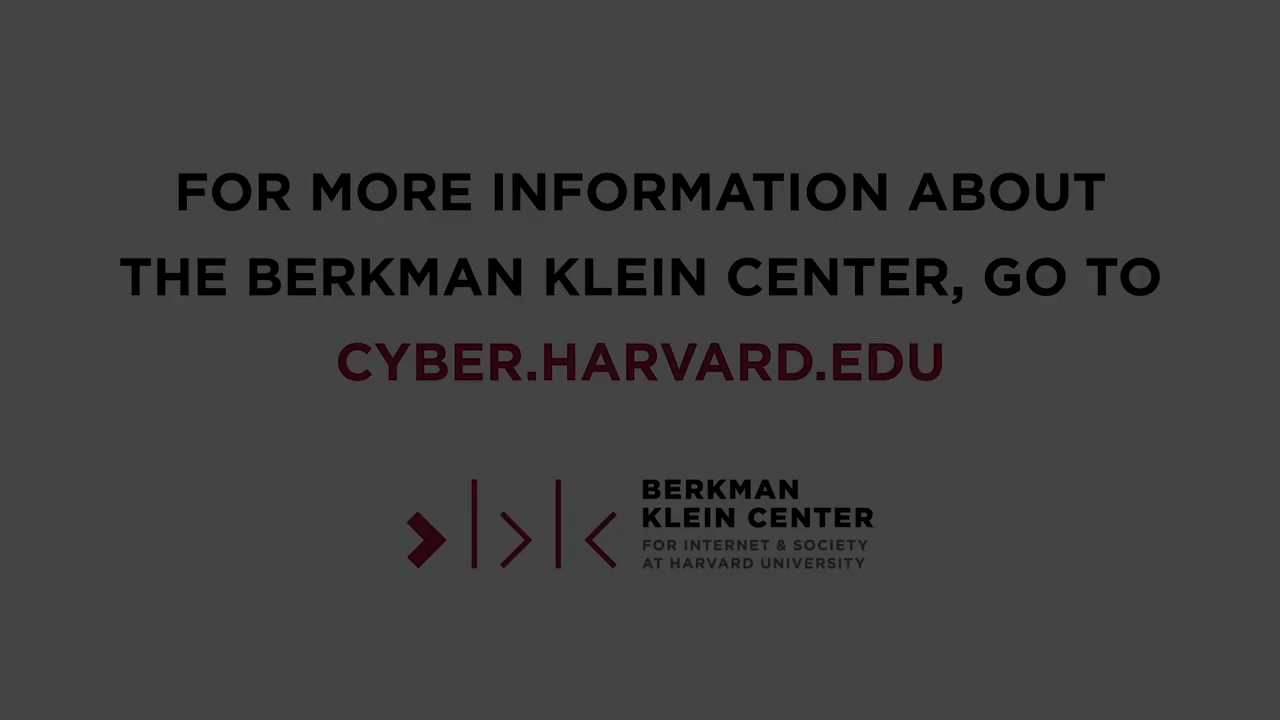 FOR MORE INFORMATION ABOUT
THE BERKMAN KLEIN CENTER, GO TO
CYBER.HARVARD.EDU
BERKMAN
KLEIN CENTER
FOR INTERNET & SOCIETY
AT HARVARD UNIVERSITY